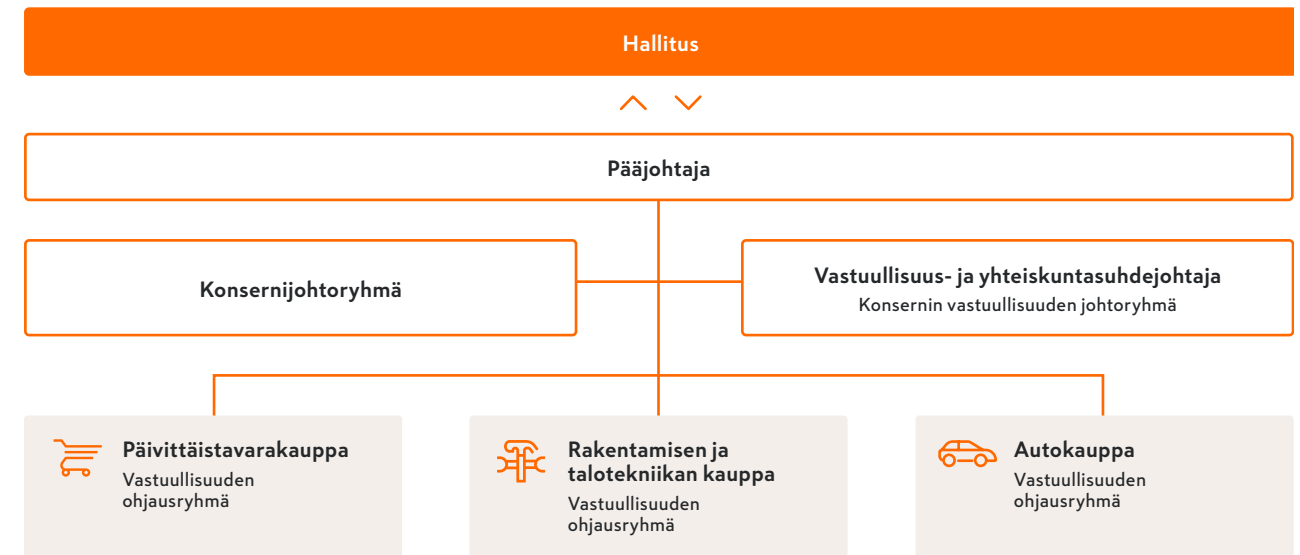 Hallitus
Pääjohtaja
Konsernijohtoryhmä
Vastuullisuus- ja yhteiskuntasuhdejohtaja
Konsernin vastuullisuuden johtoryhmä
Päivittäistavarakauppa
Vastuullisuuden
ohjausryhmä
Rakentamisen ja
talotekniikan kauppa
Vastuullisuuden
ohjausryhmä
Autokauppa
Vastuullisuuden
ohjausryhmä